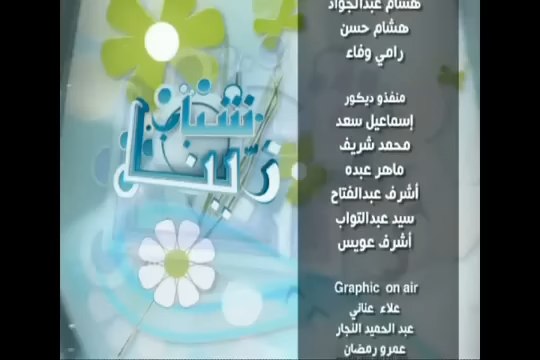 شباب
زينا
هشام عبدالجواد
هشام حسن
رامي وفاء
منفذو ديكور
إسماعيل سعد
محمد شريف
ماهر عبده
أشرف عبدالفتاح
سيد عبدالتواب
أشرف عويس
Graphic on air
علاء عناني
عبد الحميد النجار
عمرو رمضان